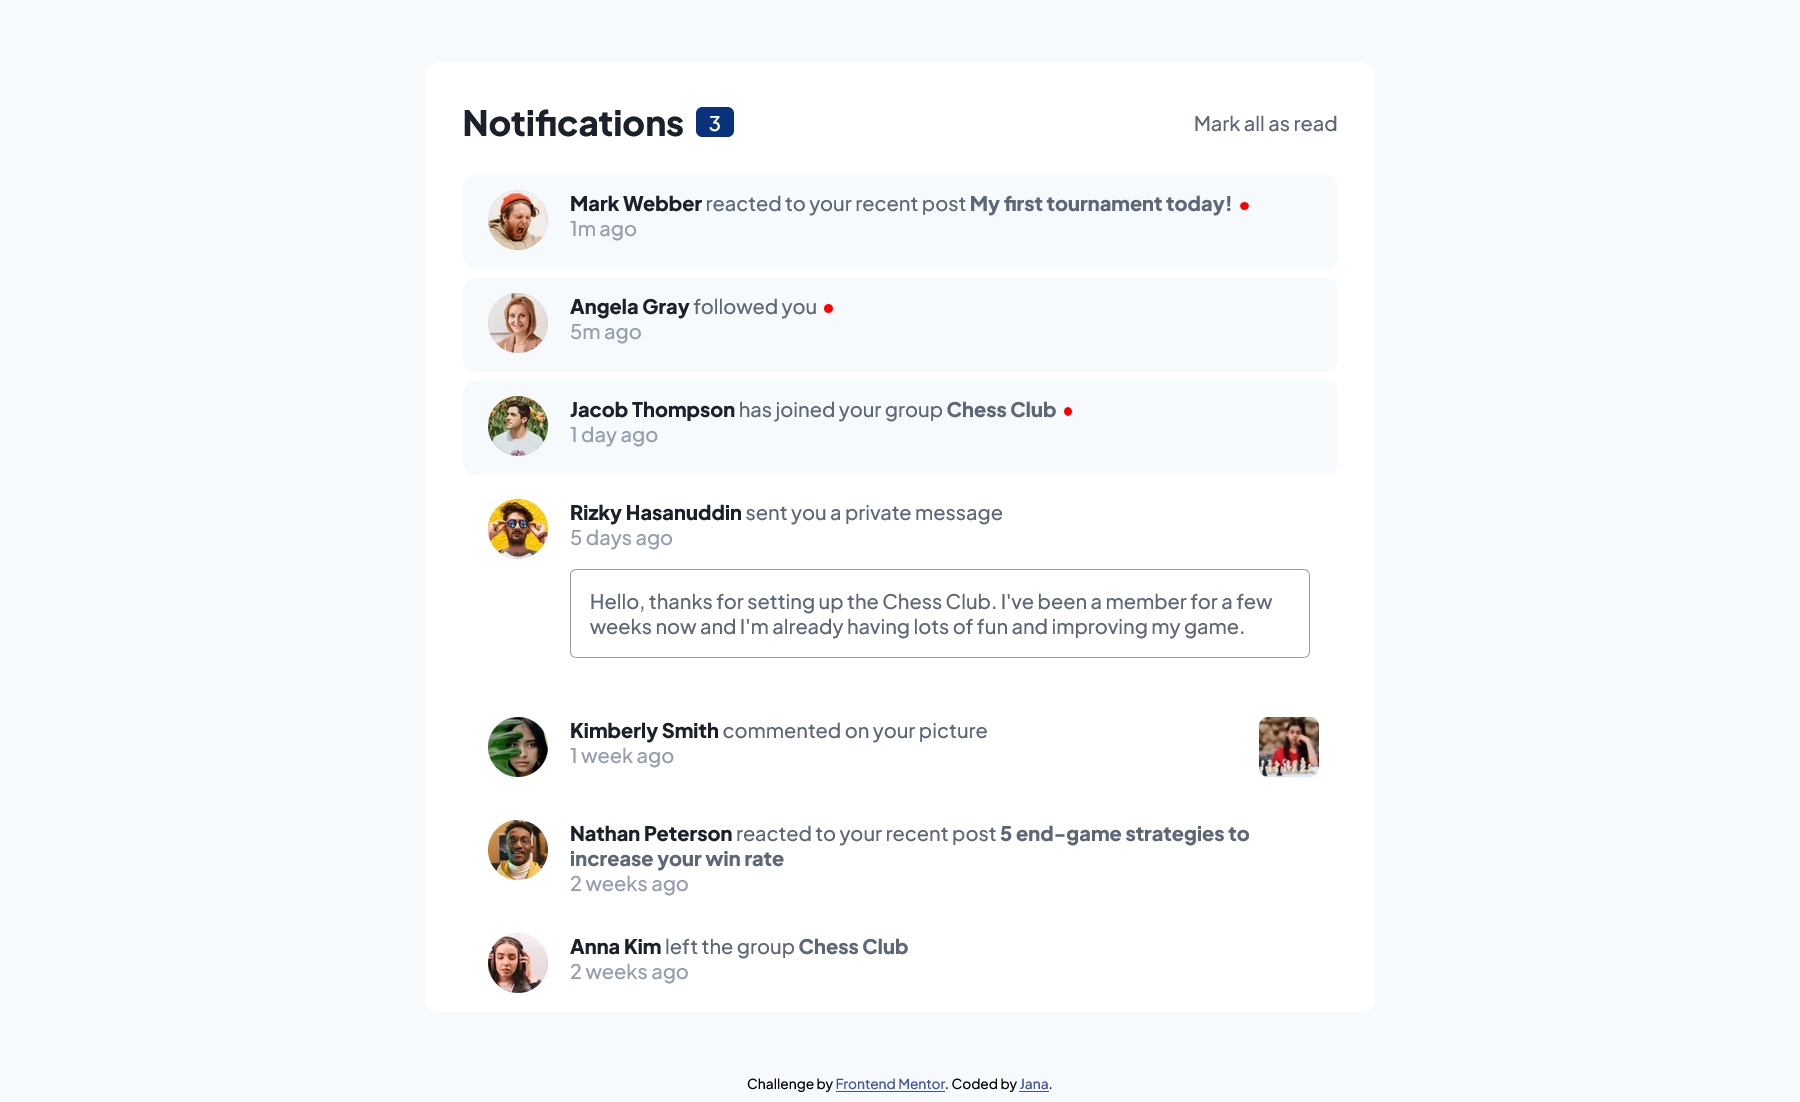 Notifications 3
Mark all as read
Mark Webber reacted to your recent post My first tournament today!
1m ago
Angela Gray followed you
5m ago
Jacob Thompson has joined your group Chess Club
1 day ago
Rizky Hasanuddin sent you a private message
5 days ago
Hello, thanks for setting up the Chess Club. I've been a member for a few
weeks now and I'm already having lots of fun and improving my game.
Kimberly Smith commented on your picture
1 week ago
Nathan Peterson reacted to your recent post 5 end-game strategies to
increase your win rate
2 weeks ago
Anna Kim left the group Chess Club
2 weeks ago
Challenge by Frontend Mentor. Coded by Jana.